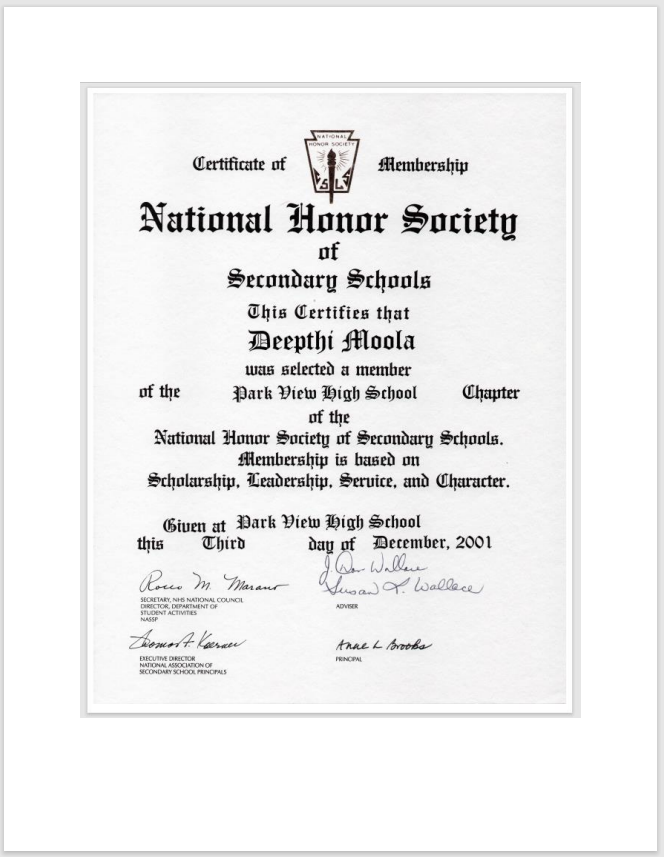 NATIONAL
HONOR SOCIETY
Certificate of Membership
S L S
National Honor Society
of
Secondary Schools
This Certifies that
Deepthi Moola
was selected a member
of the Park View High School Chapter
of the
National Honor Society of Secondary Schools.
Membership is based on
Scholarship, Leadership, Service, and Character.
Given at Park View High School
this Third day of December, 2001
J. Don Wallace
Rocco M. Marano Susan L. Wallace
SECRETARY, NHS NATIONAL COUNCIL
DIRECTOR, DEPARTMENT OF
STUDENT ACTIVITIES
NASSP
ADVISER
Thomas F. Koerner Anne L Brooks
EXECUTIVE DIRECTOR
NATIONAL ASSOCIATION OF
SECONDARY SCHOOL PRINCIPALS
PRINCIPAL